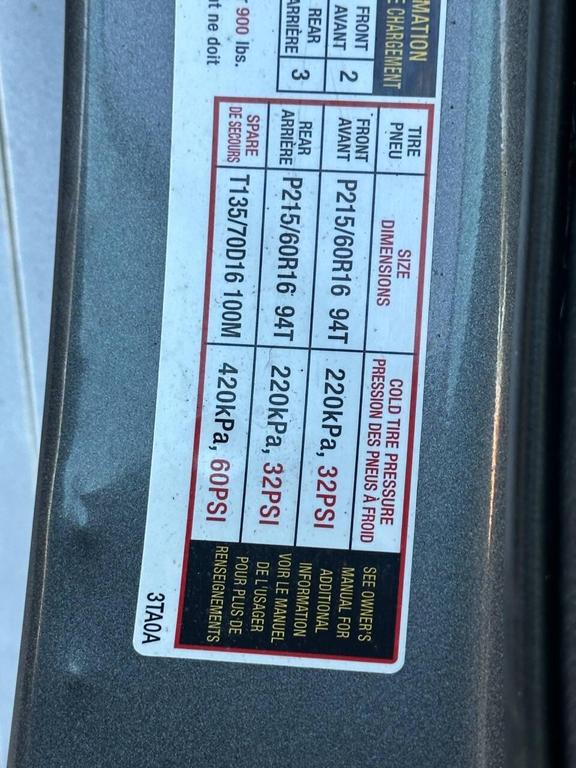 MATION
E CHARGEMENT
FRONT
AVANT
2
REAR
ARRIÈRE
3
900 lbs.
ne doit
TIRE
PNEU
SIZE
DIMENSIONS
COLD TIRE PRESSURE
PRESSION DES PNEUS À FROID
SEE OWNER'S
MANUAL FOR
ADDITIONAL
INFORMATION
VOIR LE MANUEL
DE L'USAGER
POUR PLUS DE
RENSEIGNEMENTS
FRONT
AVANT
P215/60R16 94T
220kPa, 32PSI
REAR
ARRIÈRE
P215/60R16 94T
220kPa, 32PSI
SPARE
DE SECOURS
T135/70D16 100M
420kPa, 60PSI
3TA0A